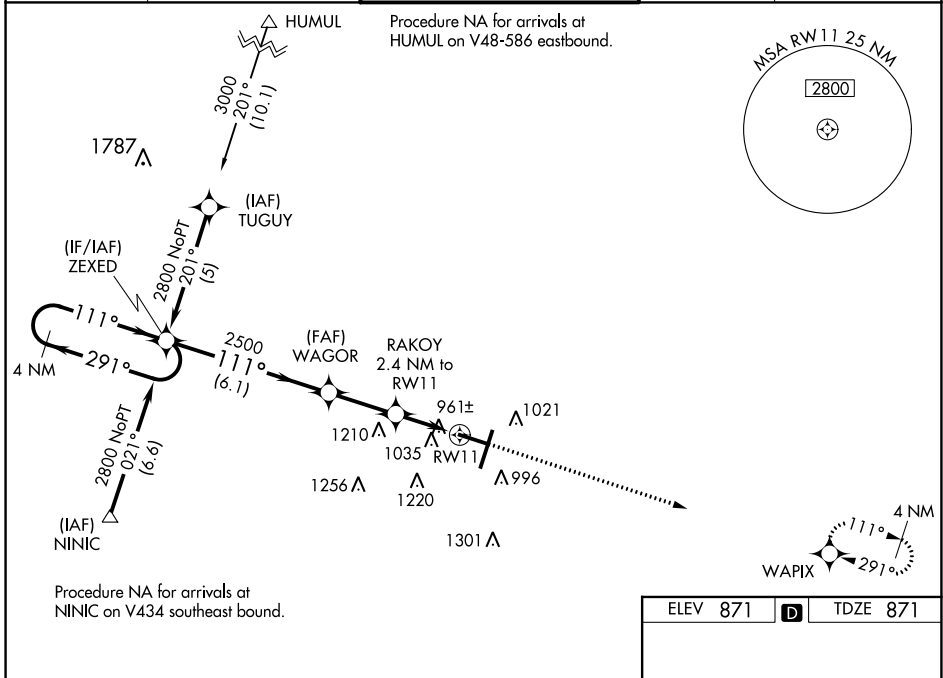 HUMUL
Procedure NA for arrivals at
HUMUL on V48-586 eastbound.
MSA RW11 25 NM
2800
3000
201°
(10.1)
1787
(IAF)
TUGUY
(IF/IAF)
ZEXED
2800 NoPT
201°
(5)
111°
291°
4 NM
2500
111°
(6.1)
(FAF)
WAGOR
RAKOY
2.4 NM to
RW11
961±
1021
1210
1035
RW11
996
1256
1220
1301
2800 NoPT
021°
(6.6)
(IAF)
NINIC
4 NM
111°
291°
WAPIX
Procedure NA for arrivals at
NINIC on V434 southeast bound.
ELEV 871 D TDZE 871